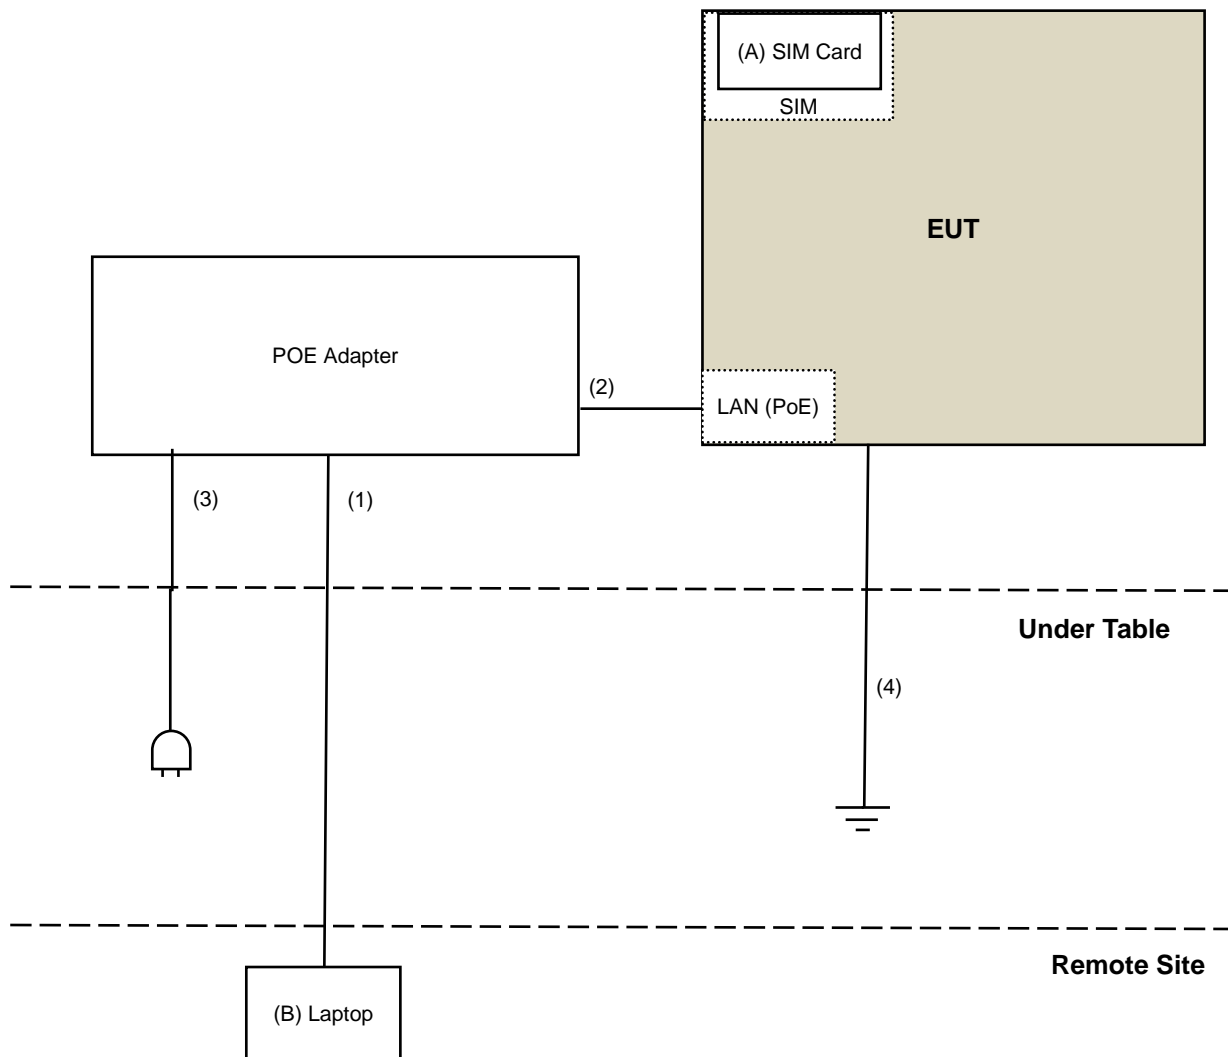 (A) SIM Card
SIM
EUT
POE Adapter
(2)
LAN (PoE)
(3)
(1)
Under Table
(4)
Remote Site
(B) Laptop